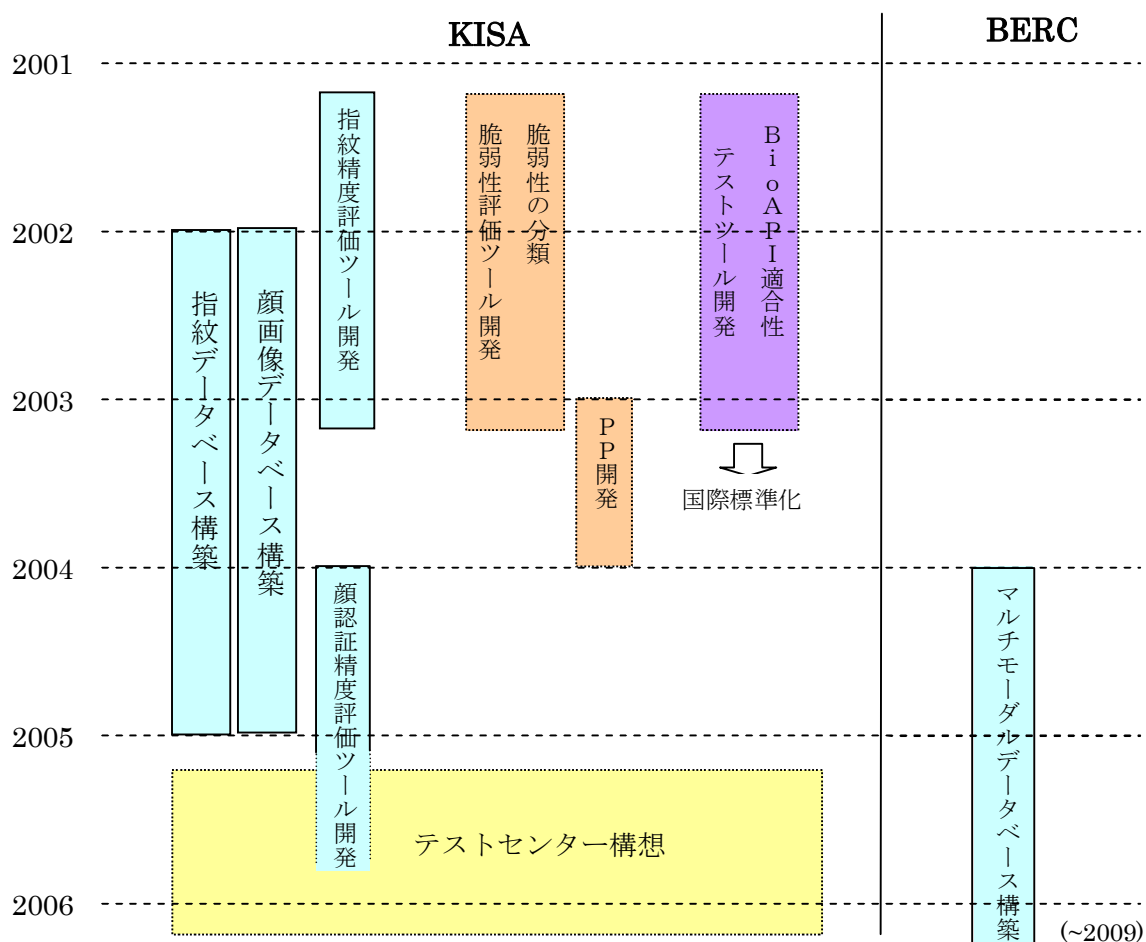 KISA
BERC
2001
指紋精度評価ツール開発
脆弱性の分類
脆弱性評価ツール開発
BioAPI適合性
テストツール開発
2002
指紋データベース構築
顔画像データベース構築
2003
PP開発
国際標準化
2004
顔認証精度評価ツール開発
マルチモーダルデータベース構築
2005
テストセンター構想
2006
(~2009)